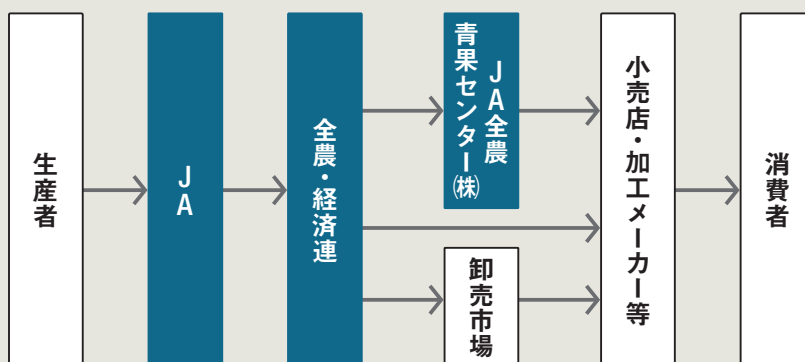 生産者
JA
全農・経済連
JA全農
青果センター㈱
卸売市場
小売店・加工メーカー等
消費者